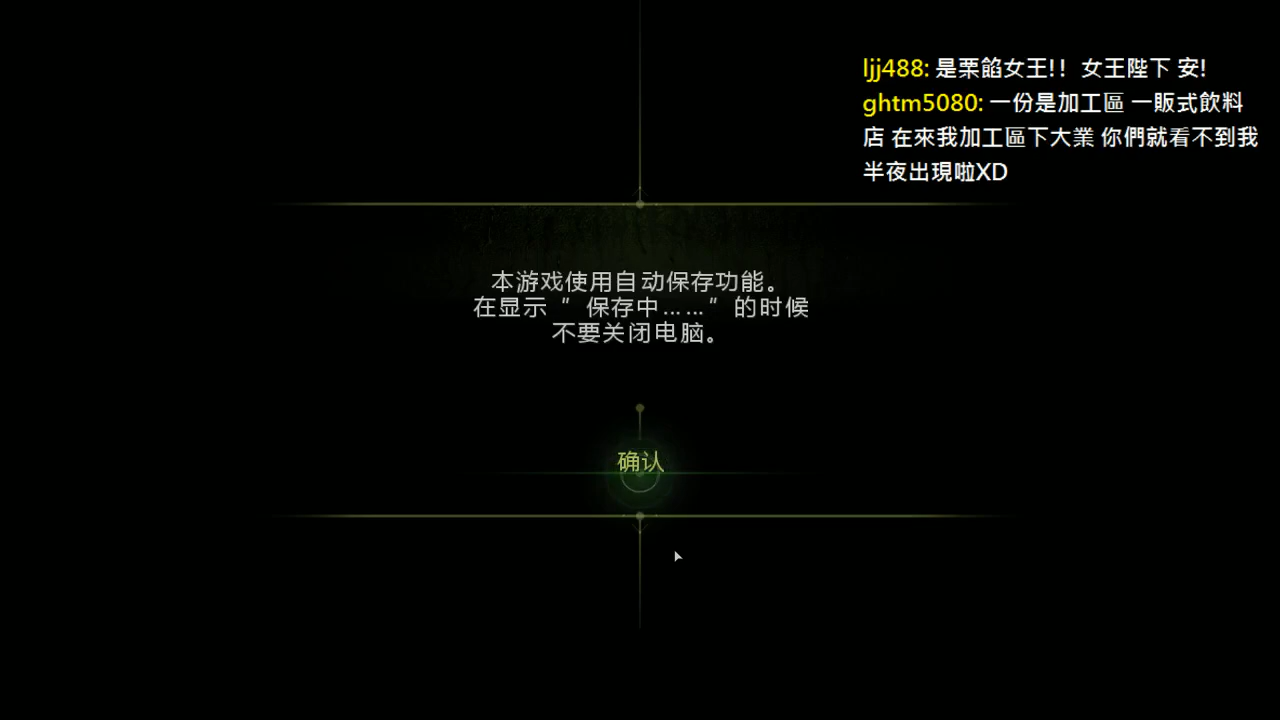 ljj488: 是栗餡女王!! 女王陛下 安!
ghtm5080: 一份是加工區 一販式飲料
店 在來我加工區下大業 你們就看不到我
半夜出現啦XD
本游戏使用自动保存功能。
在显示“保存中……”的时候
不要关闭电脑。
确认